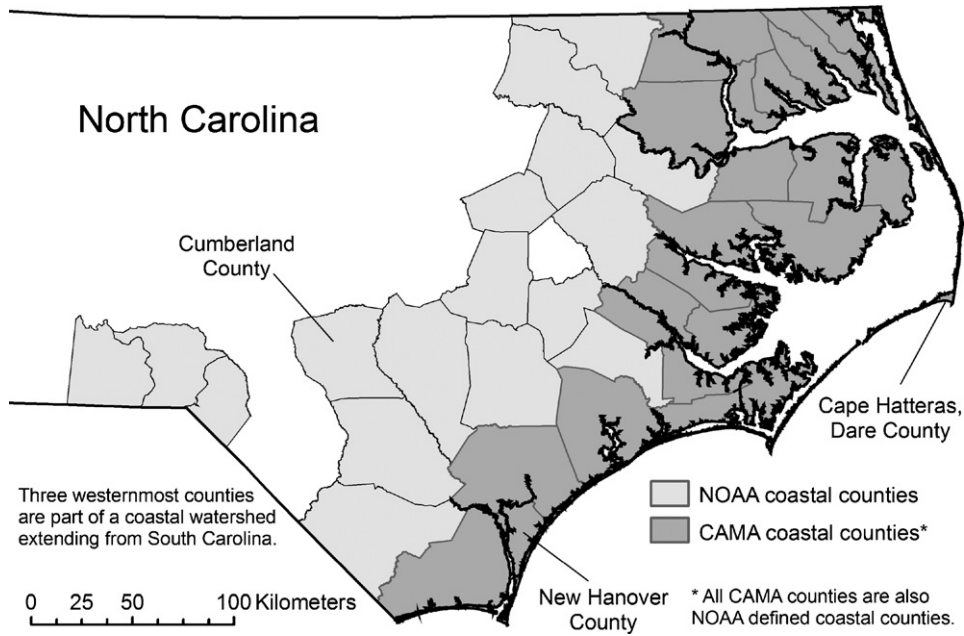 North Carolina
Cumberland
County
Cape Hatteras,
Dare County
Three westernmost counties
are part of a coastal watershed
extending from South Carolina.
NOAA coastal counties
CAMA coastal counties*
0 25 50 100 Kilometers
New Hanover
County
* All CAMA counties are also
NOAA defined coastal counties.